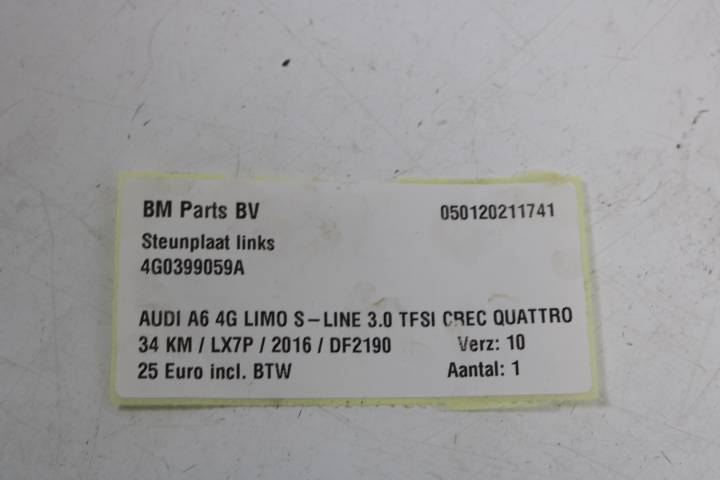 BM Parts BV 050120211741
Steunplaat links
4G0399059A
AUDI A6 4G LIMO S-LINE 3.0 TFSI CREC QUATTRO
34 KM / LX7P / 2016 / DF2190 Verz: 10
25 Euro incl. BTW Aantal: 1